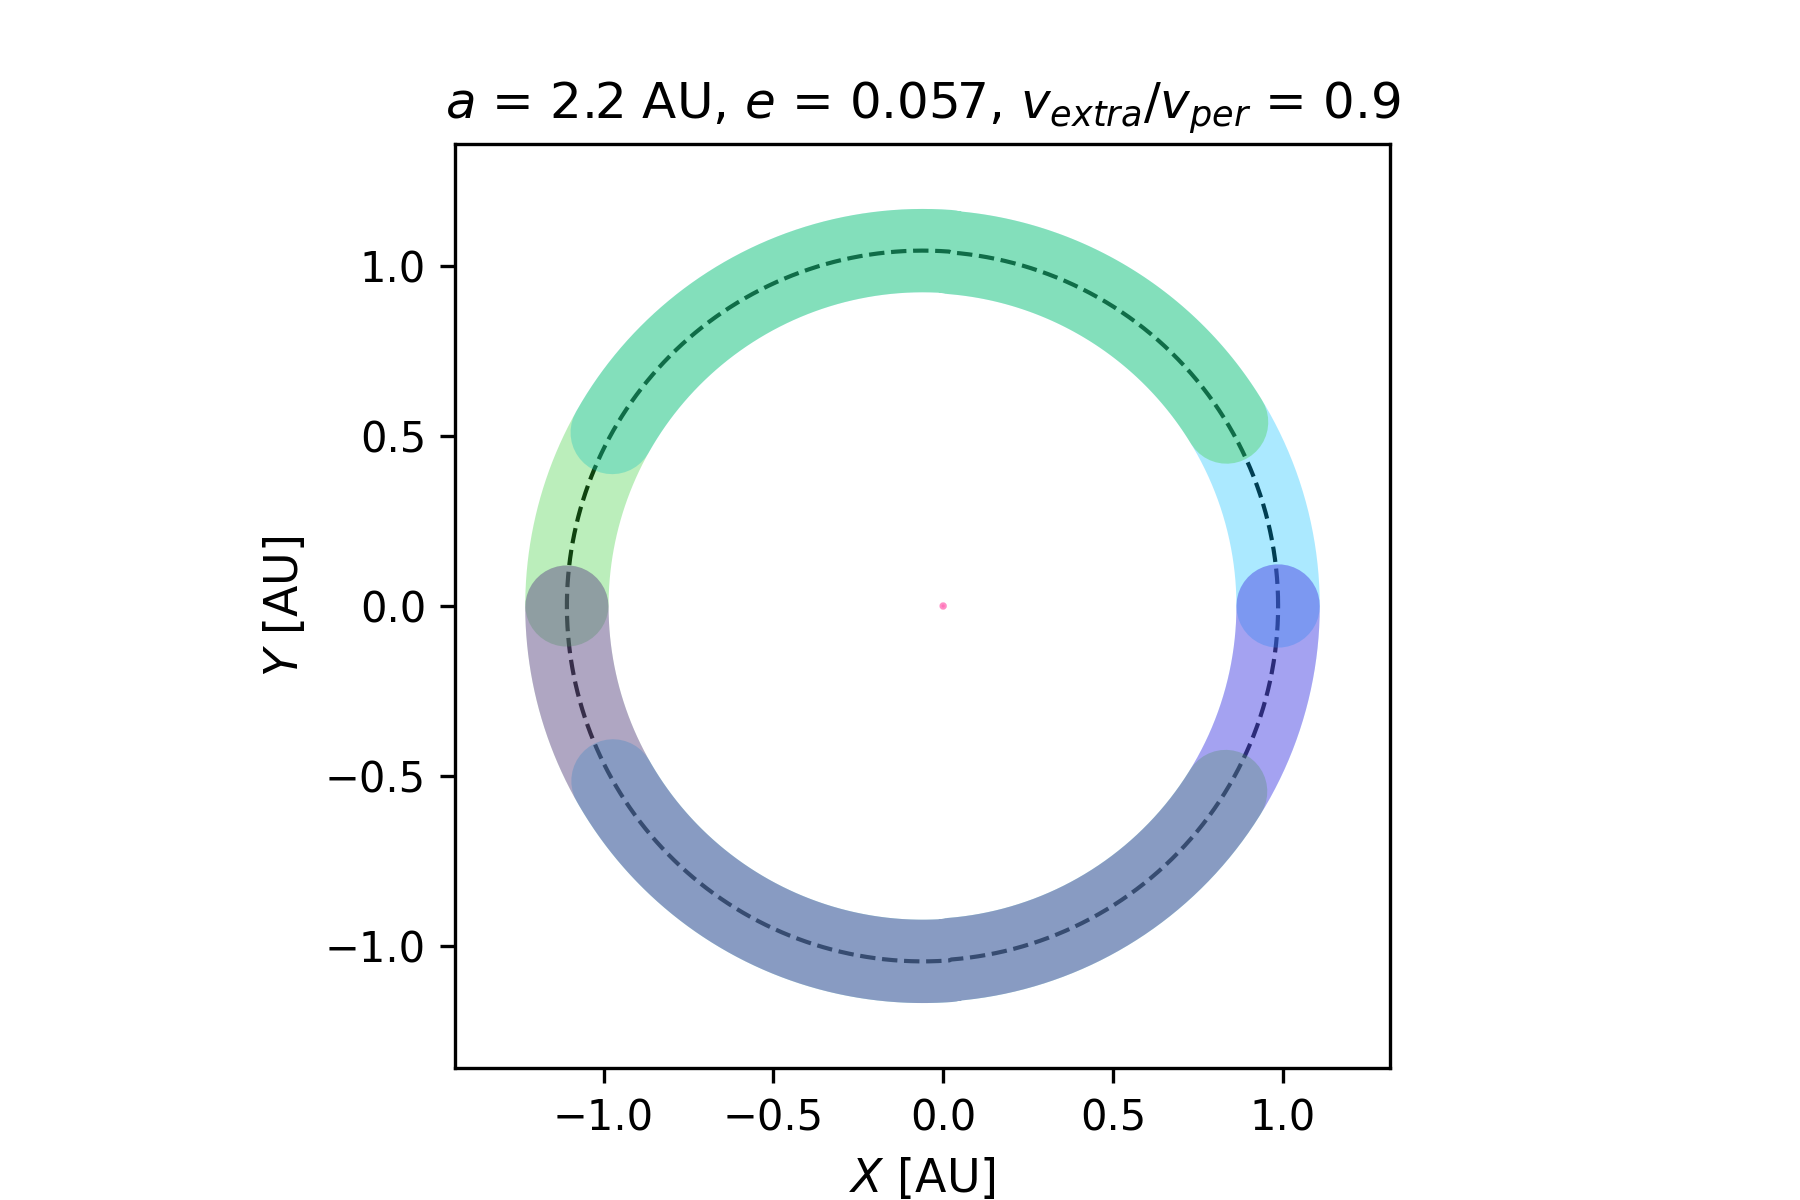 a = 2.2 AU, e = 0.057, v_extra/v_per = 0.9
1.0
0.5
0.0
−0.5
−1.0
Y [AU]
−1.0 −0.5 0.0 0.5 1.0
X [AU]